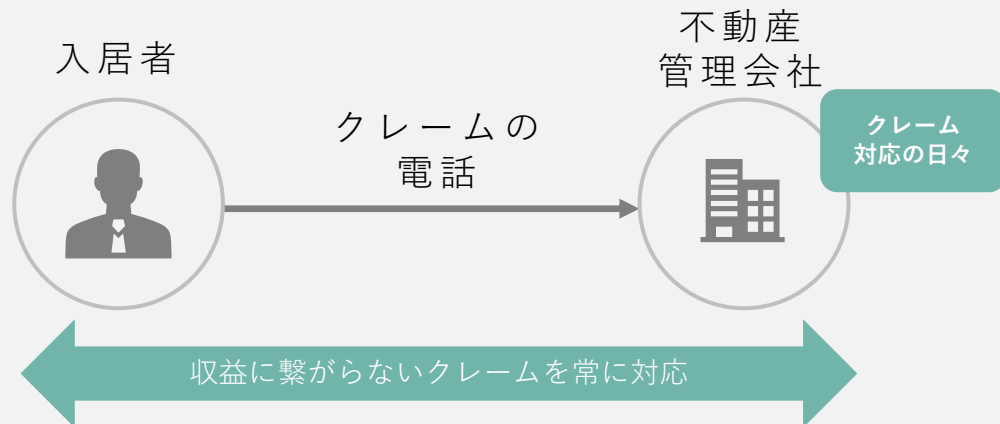 入居者
不動産
管理会社
クレーム
対応の日々
クレームの
電話
収益に繋がらないクレームを常に対応